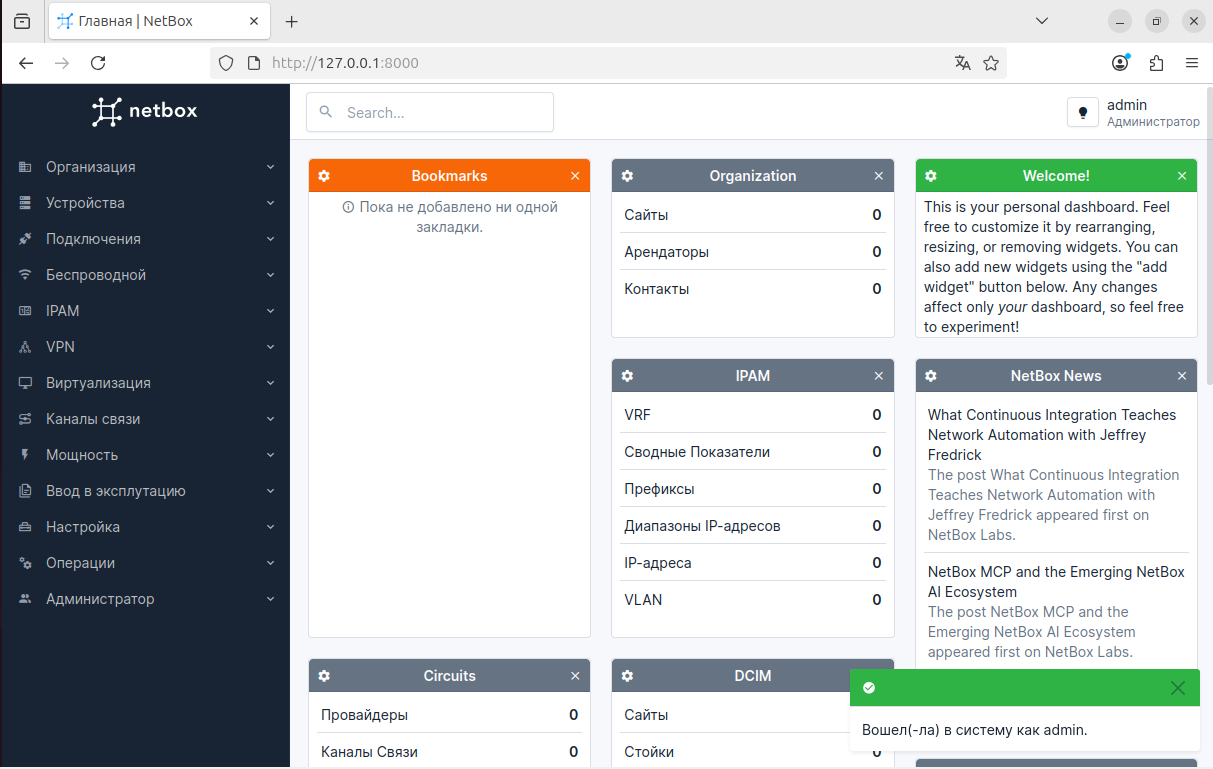 Главная | NetBox
http://127.0.0.1:8000
netbox
Search...
admin
Администратор
Организация
Устройства
Подключения
Беспроводной
IPAM
VPN
Виртуализация
Каналы связи
Мощность
Ввод в эксплутацию
Настройка
Операции
Администратор
Bookmarks
Пока не добавлено ни одной
закладки.
Organization
Сайты 0
Арендаторы 0
Контакты 0
Welcome!
This is your personal dashboard. Feel
free to customize it by rearranging,
resizing, or removing widgets. You can
also add new widgets using the "add
widget" button below. Any changes
affect only your dashboard, so feel free
to experiment!
IPAM
VRF 0
Сводные Показатели 0
Префиксы 0
Диапазоны IP-адресов 0
IP-адреса 0
VLAN 0
NetBox News
What Continuous Integration Teaches
Network Automation with Jeffrey
Fredrick
The post What Continuous Integration
Teaches Network Automation with
Jeffrey Fredrick appeared first on
NetBox Labs.
NetBox MCP and the Emerging NetBox
AI Ecosystem
The post NetBox MCP and the
Emerging NetBox AI Ecosystem
appeared first on NetBox Labs.
Circuits
Провайдеры 0
Каналы Связи 0
DCIM
Сайты
Стойки 0
Вошел(-ла) в систему как admin.